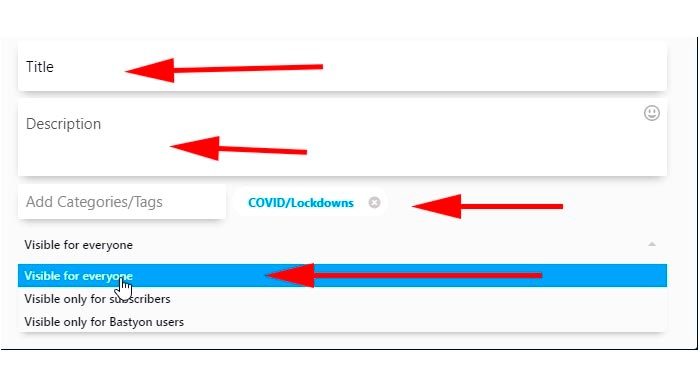 Title
Description
Add Categories/Tags COVID/Lockdowns
Visible for everyone
Visible for everyone
Visible only for subscribers
Visible only for Bastyon users